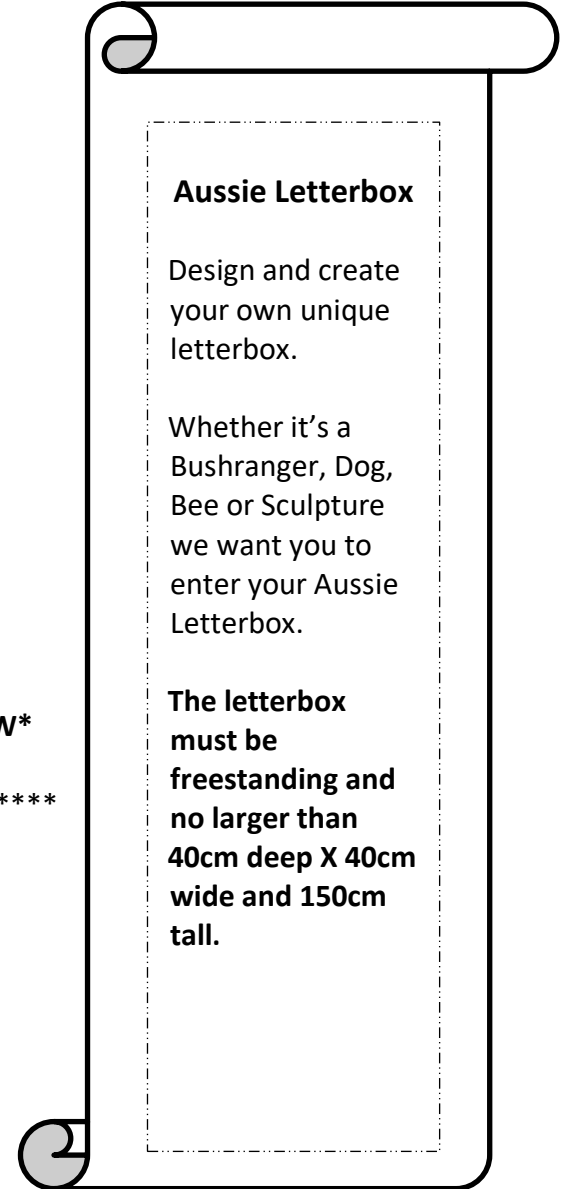 Aussie Letterbox
Design and create
your own unique
letterbox.
Whether it’s a
Bushranger, Dog,
Bee or Sculpture
we want you to
enter your Aussie
Letterbox.
The letterbox
must be
freestanding and
no larger than
40cm deep X 40cm
wide and 150cm
tall.
W*
****